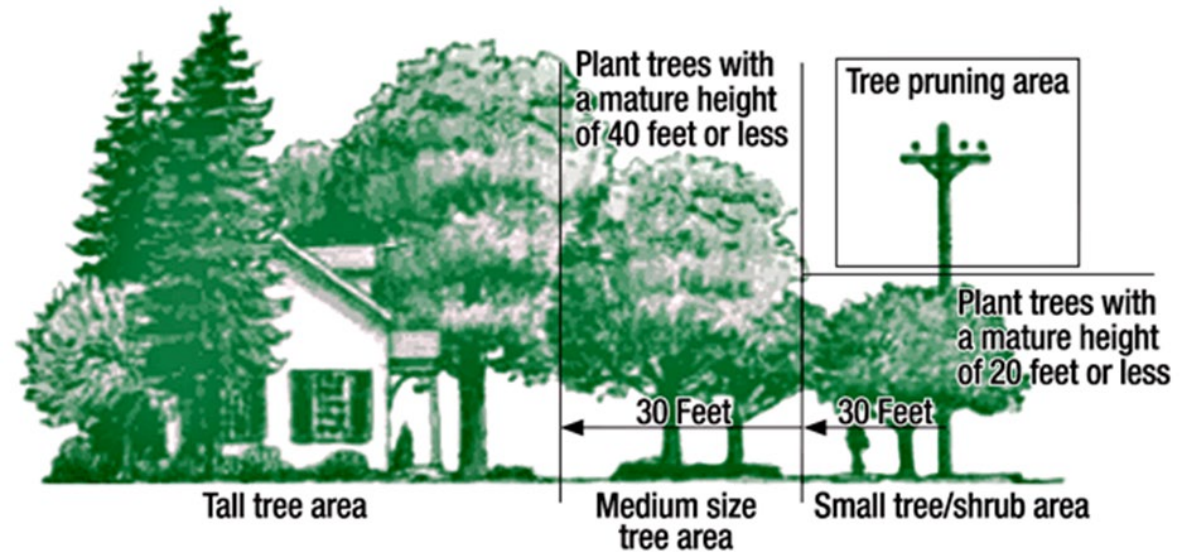 Plant trees with
a mature height
of 40 feet or less
Tree pruning area
Plant trees with
a mature height
of 20 feet or less
30 Feet
30 Feet
Tall tree area
Medium size
tree area
Small tree/shrub area